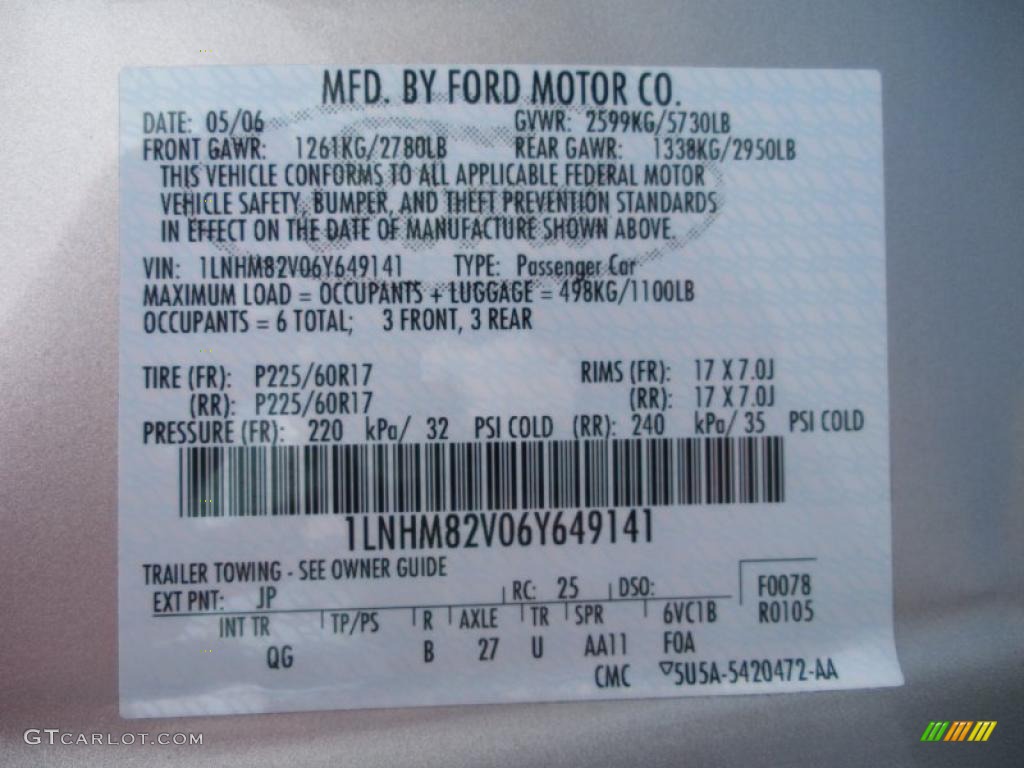 MFD. BY FORD MOTOR CO.
DATE: 05/06 GVWR: 2599KG/5730LB
FRONT GAWR: 1261KG/2780LB REAR GAWR: 1338KG/2950LB
THIS VEHICLE CONFORMS TO ALL APPLICABLE FEDERAL MOTOR
VEHICLE SAFETY, BUMPER, AND THEFT PREVENTION STANDARDS
IN EFFECT ON THE DATE OF MANUFACTURE SHOWN ABOVE.
VIN: 1LNHM82V06Y649141 TYPE: Passenger Car
MAXIMUM LOAD = OCCUPANTS + LUGGAGE = 498KG/1100LB
OCCUPANTS = 6 TOTAL; 3 FRONT, 3 REAR
TIRE (FR): P225/60R17 RIMS (FR): 17 X 7.0J
(RR): P225/60R17 (RR): 17 X 7.0J
PRESSURE (FR): 220 kPa/ 32 PSI COLD (RR): 240 kPa/ 35 PSI COLD
1LNHM82V06Y649141
TRAILER TOWING - SEE OWNER GUIDE
EXT PNT: JP RC: 25 DSO: F0078
INT TR TP/PS R AXLE TR SPR 6VC1B R0105
QG B 27 U AA11 F0A
CMC 5U5A-5420472-AA
GTCARLOT.COM